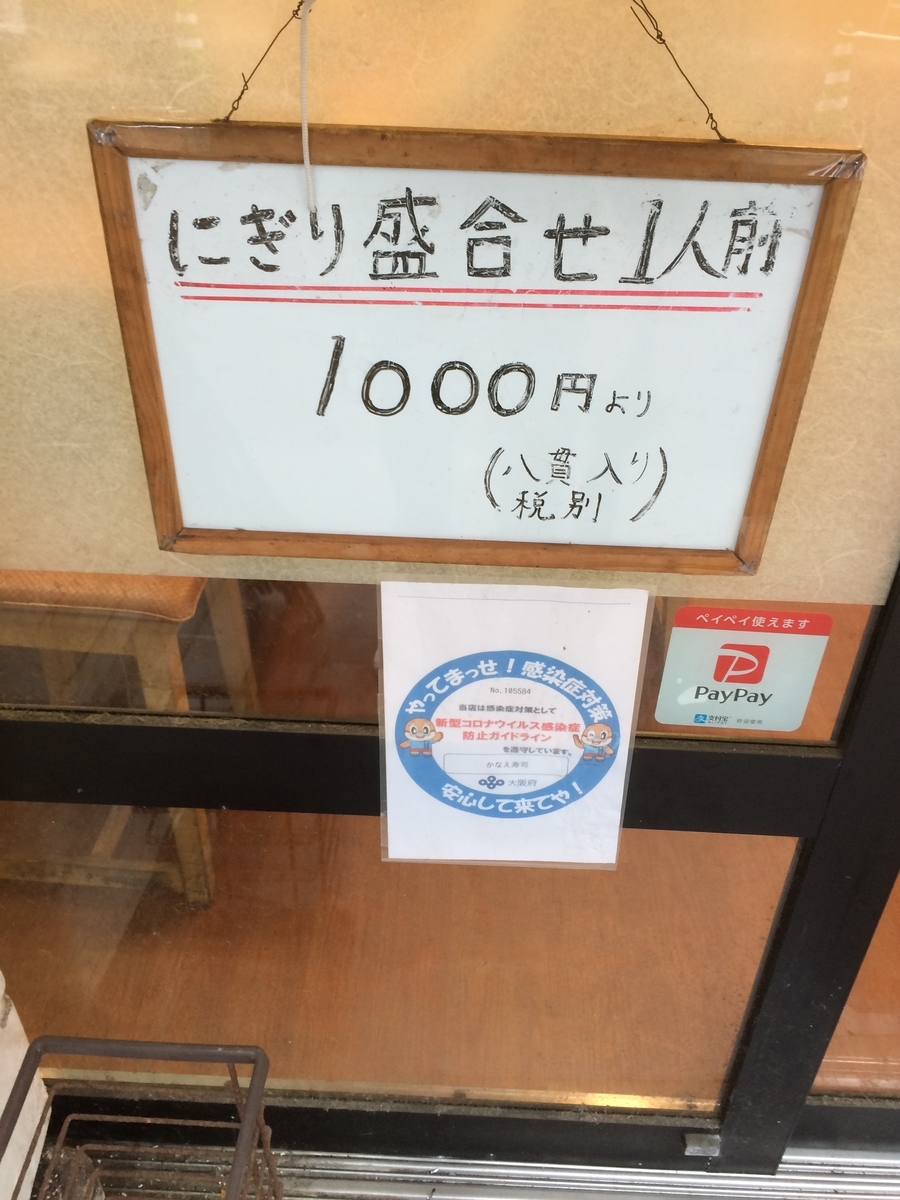 にぎり盛合せ1人前
1000円より
(八貫入り
税別)
やってまっせ！感染症対策
No.105584
当店は感染症対策として
新型コロナウイルス感染症
防止ガイドライン
を遵守しています。
かなえ寿司
大阪府
安心して来てや！
ペイペイ使えます
PayPay
支付宝